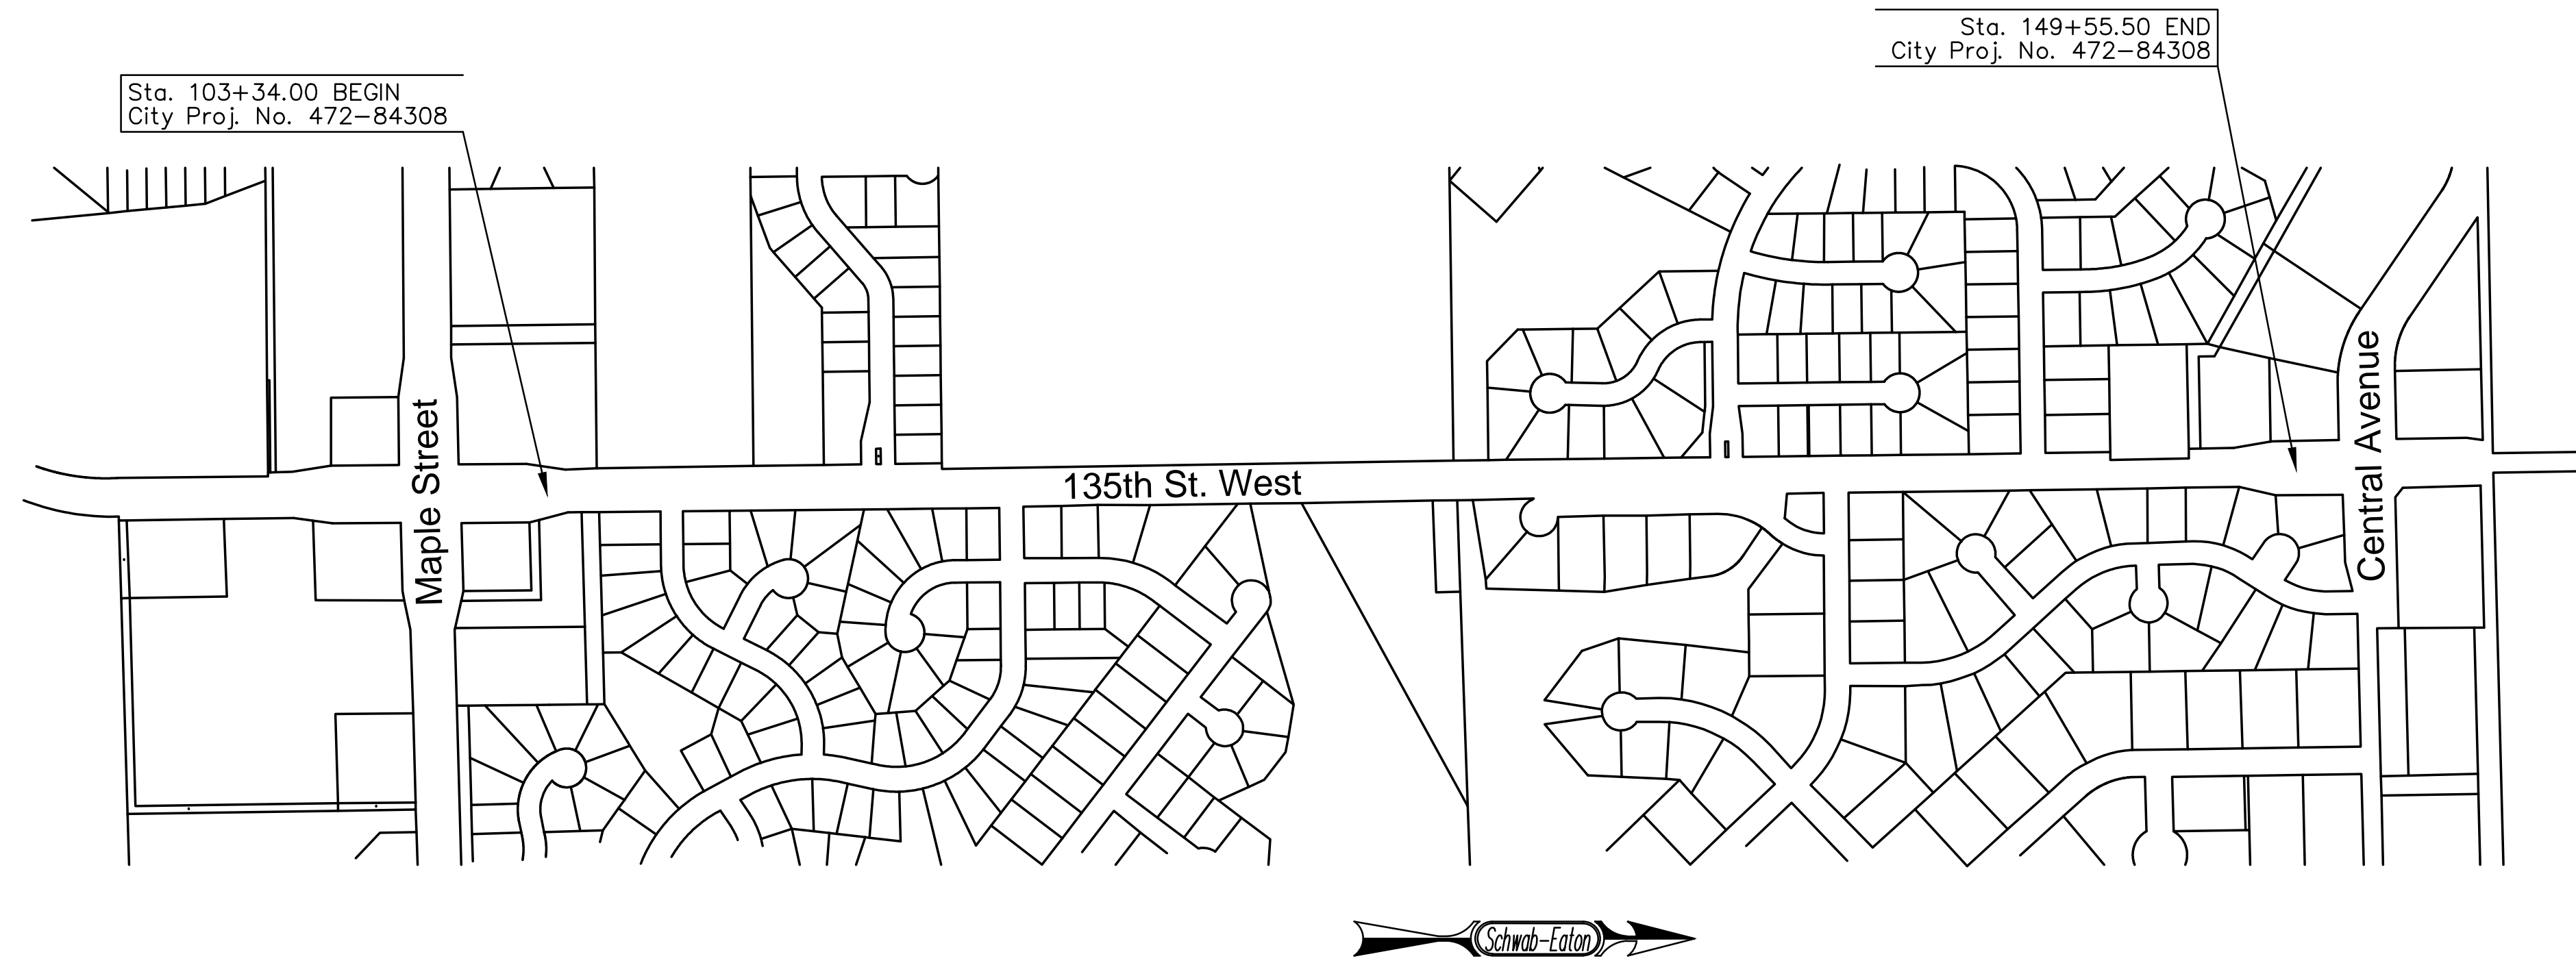 Sta. 149+55.50 END
City Proj. No. 472-84308
Sta. 103+34.00 BEGIN
City Proj. No. 472-84308
Maple Street
135th St. West
Central Avenue
Schwab-Eaton